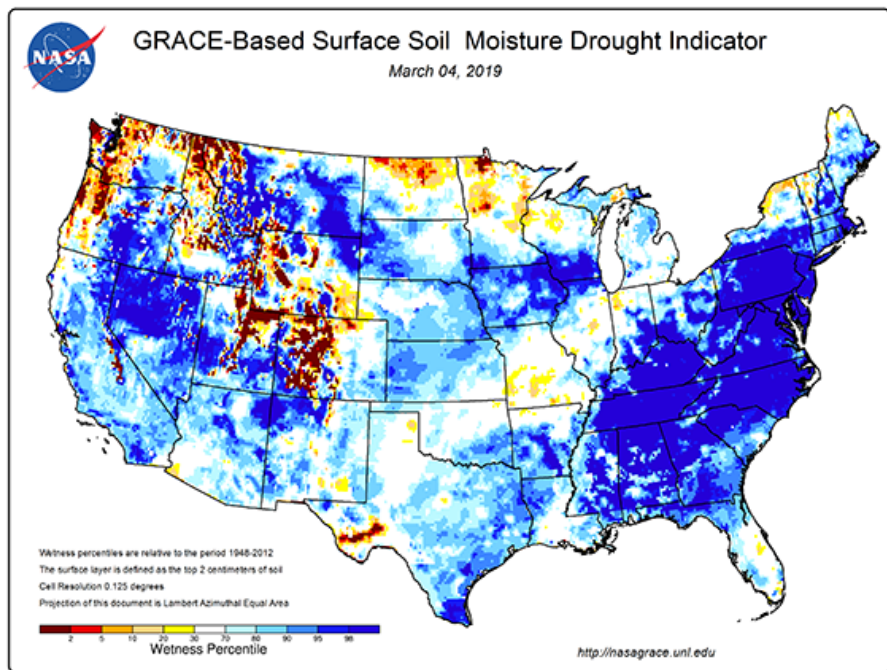 NASA
GRACE-Based Surface Soil Moisture Drought Indicator
March 04, 2019
Wetness percentiles are relative to the period 1948-2012
The surface layer is defined as the top 2 centimeters of soil
Cell Resolution 0.125 degrees
Projection of this document is Lambert Azimuthal Equal Area
2 5 10 20 30 70 80 90 95 98
Wetness Percentile
http://nasagrace.unl.edu